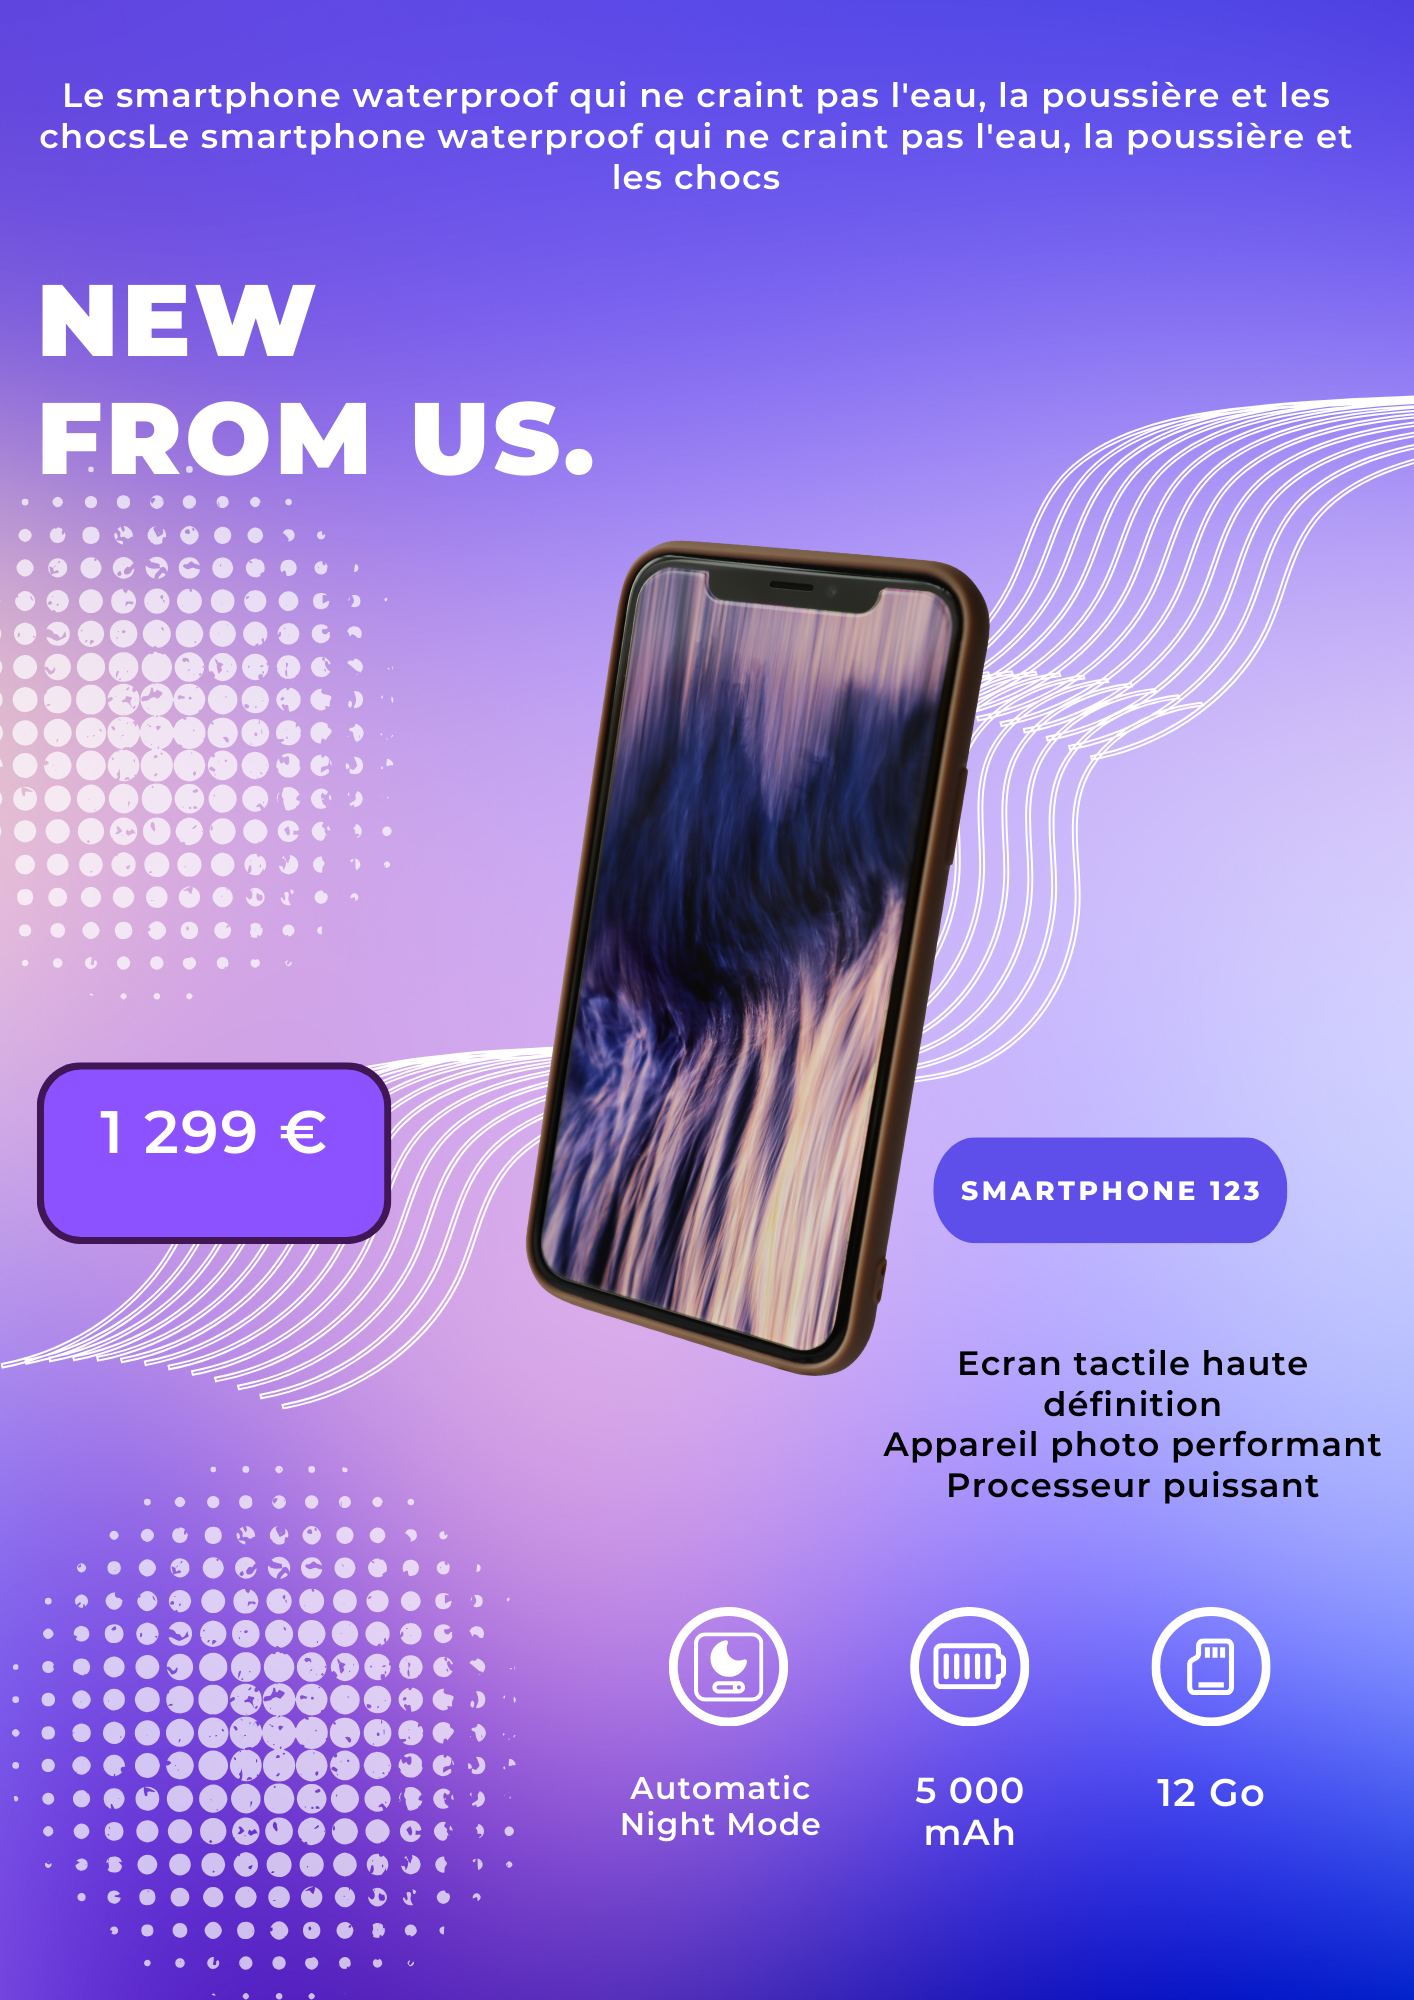 Le smartphone waterproof qui ne craint pas l'eau, la poussière et les
chocsLe smartphone waterproof qui ne craint pas l'eau, la poussière et
les chocs
NEW
FROM US.
1 299 €
SMARTPHONE 123
Ecran tactile haute
définition
Appareil photo performant
Processeur puissant
Automatic
Night Mode
5 000
mAh
12 Go